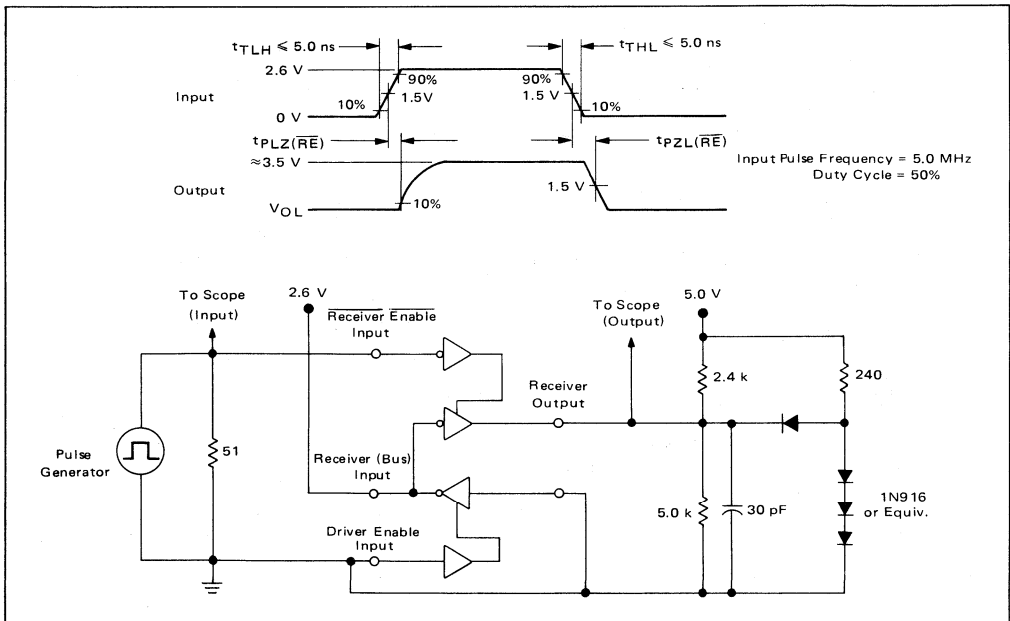 tTLH ≤ 5.0 ns
tTHL ≤ 5.0 ns
2.6 V
90%
90%
Input
1.5V
1.5 V
10%
10%
0 V
tPLZ(R̅E̅)
tPZL(R̅E̅)
≈3.5 V
Input Pulse Frequency = 5.0 MHz
Duty Cycle = 50%
Output
1.5 V
VOL
10%
To Scope
(Input)
2.6 V
Receiver Enable
Input
To Scope
(Output)
5.0 V
2.4 k
240
Receiver
Output
Pulse
Generator
51
Receiver (Bus)
Input
5.0 k
30 pF
1N916
or Equiv.
Driver Enable
Input